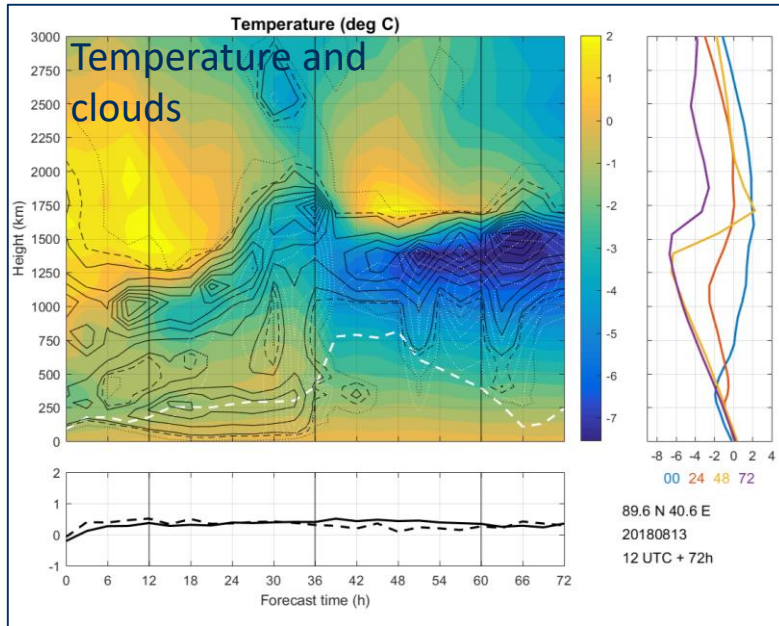 Temperature (deg C)
Temperature and
clouds
Height (km)
3000
2750
2500
2250
2000
1750
1500
1250
1000
750
500
250
0
2
1
0
-1
-2
-3
-4
-5
-6
-7
-8 -6 -4 -2 0 2 4
00 24 48 72
89.6 N 40.6 E
20180813
12 UTC + 72h
2
1
0
-1
0 6 12 18 24 30 36 42 48 54 60 66 72
Forecast time (h)